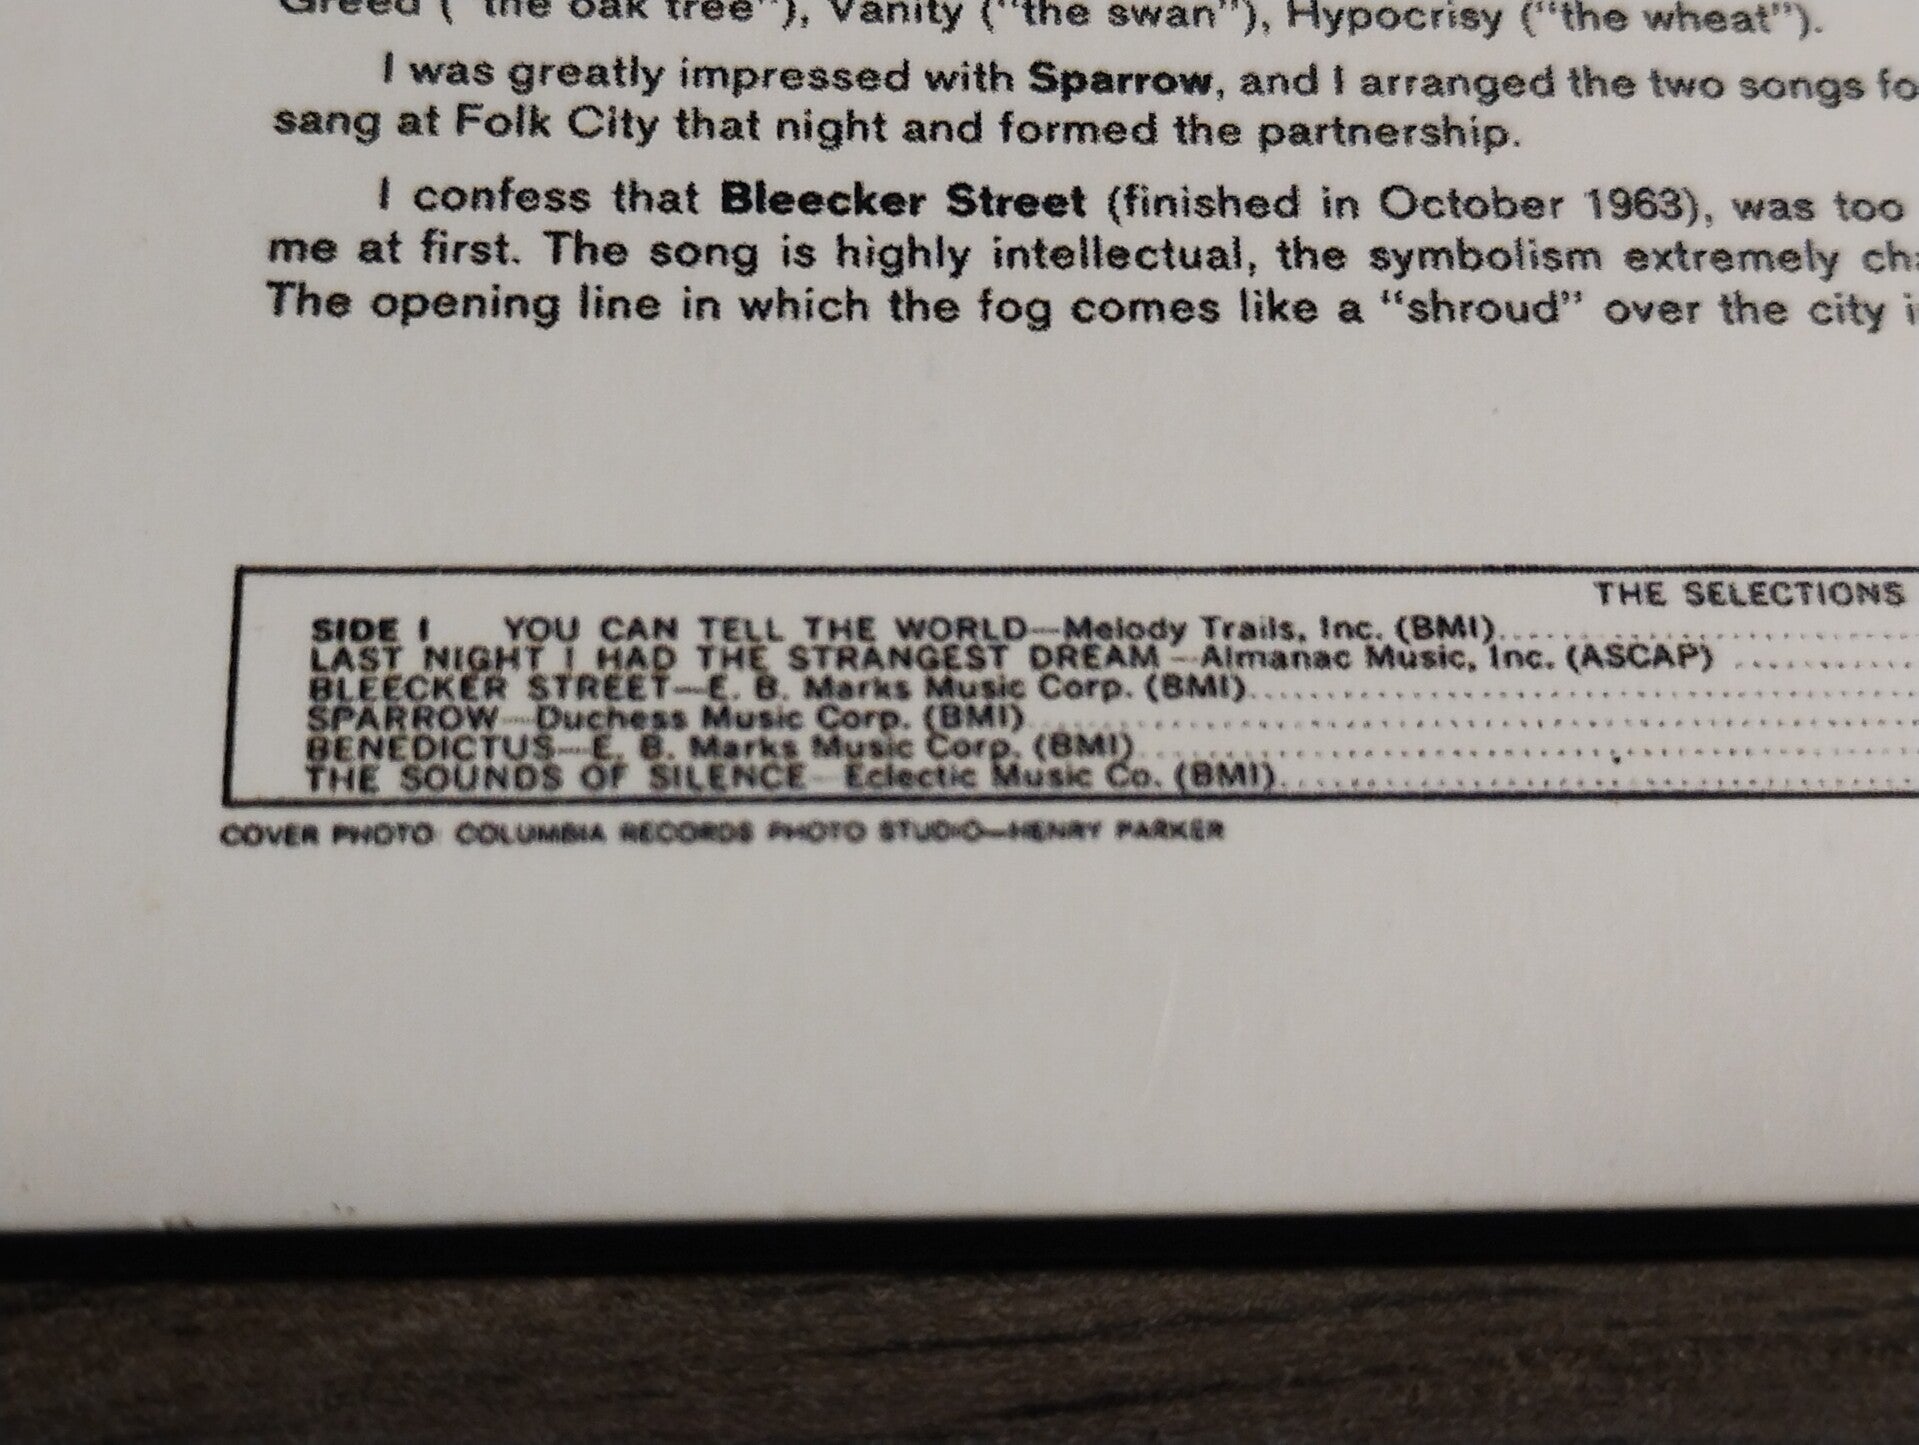 Greed ("the oak tree"), Vanity ("the swan"), Hypocrisy ("the wheat").
I was greatly impressed with Sparrow, and I arranged the two songs fo
sang at Folk City that night and formed the partnership.
I confess that Bleecker Street (finished in October 1963), was too
me at first. The song is highly intellectual, the symbolism extremely cha
The opening line in which the fog comes like a “shroud” over the city i
THE SELECTIONS
SIDE I YOU CAN TELL THE WORLD—Melody Trails, Inc. (BMI)
LAST NIGHT I HAD THE STRANGEST DREAM—Almanac Music, Inc. (ASCAP)
BLEECKER STREET—E. B. Marks Music Corp. (BMI)
SPARROW—Duchess Music Corp. (BMI)
BENEDICTUS—E. B. Marks Music Corp. (BMI)
THE SOUNDS OF SILENCE—Eclectic Music Co. (BMI)
COVER PHOTO: COLUMBIA RECORDS PHOTO STUDIO—HENRY PARKER